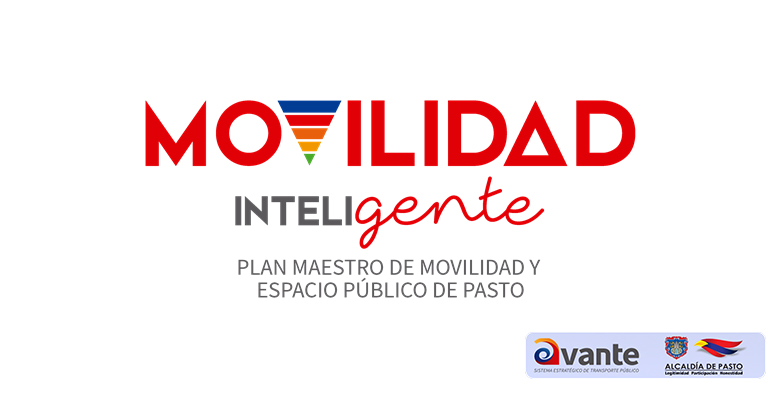 MOVILIDAD
INTELIgente
PLAN MAESTRO DE MOVILIDAD Y
ESPACIO PÚBLICO DE PASTO
avante
SISTEMA ESTRATÉGICO DE TRANSPORTE PÚBLICO
ALCALDÍA DE PASTO
Legitimidad Participación Honestidad